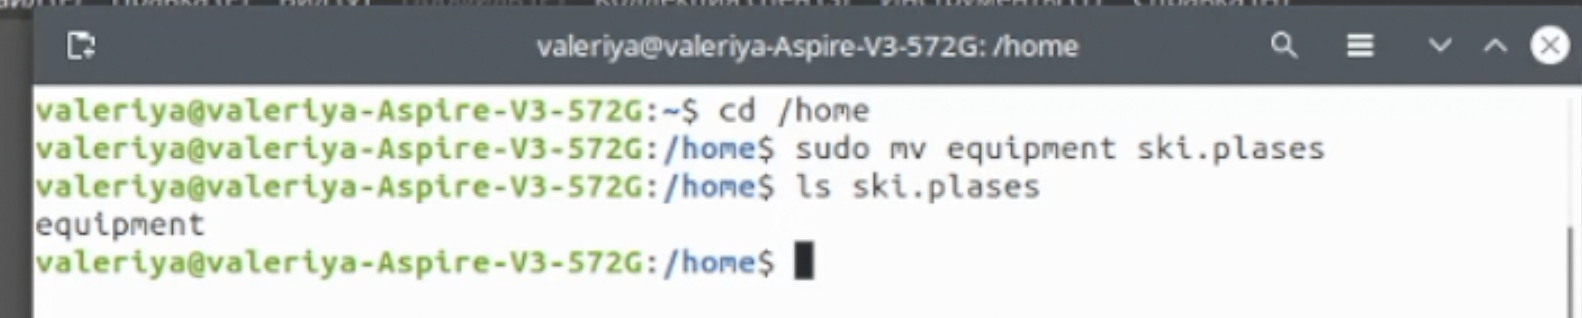 valeriya@valeriya-Aspire-V3-572G: /home
valeriya@valeriya-Aspire-V3-572G:~$ cd /home
valeriya@valeriya-Aspire-V3-572G:/home$ sudo mv equipment ski.plases
valeriya@valeriya-Aspire-V3-572G:/home$ ls ski.plases
equipment
valeriya@valeriya-Aspire-V3-572G:/home$